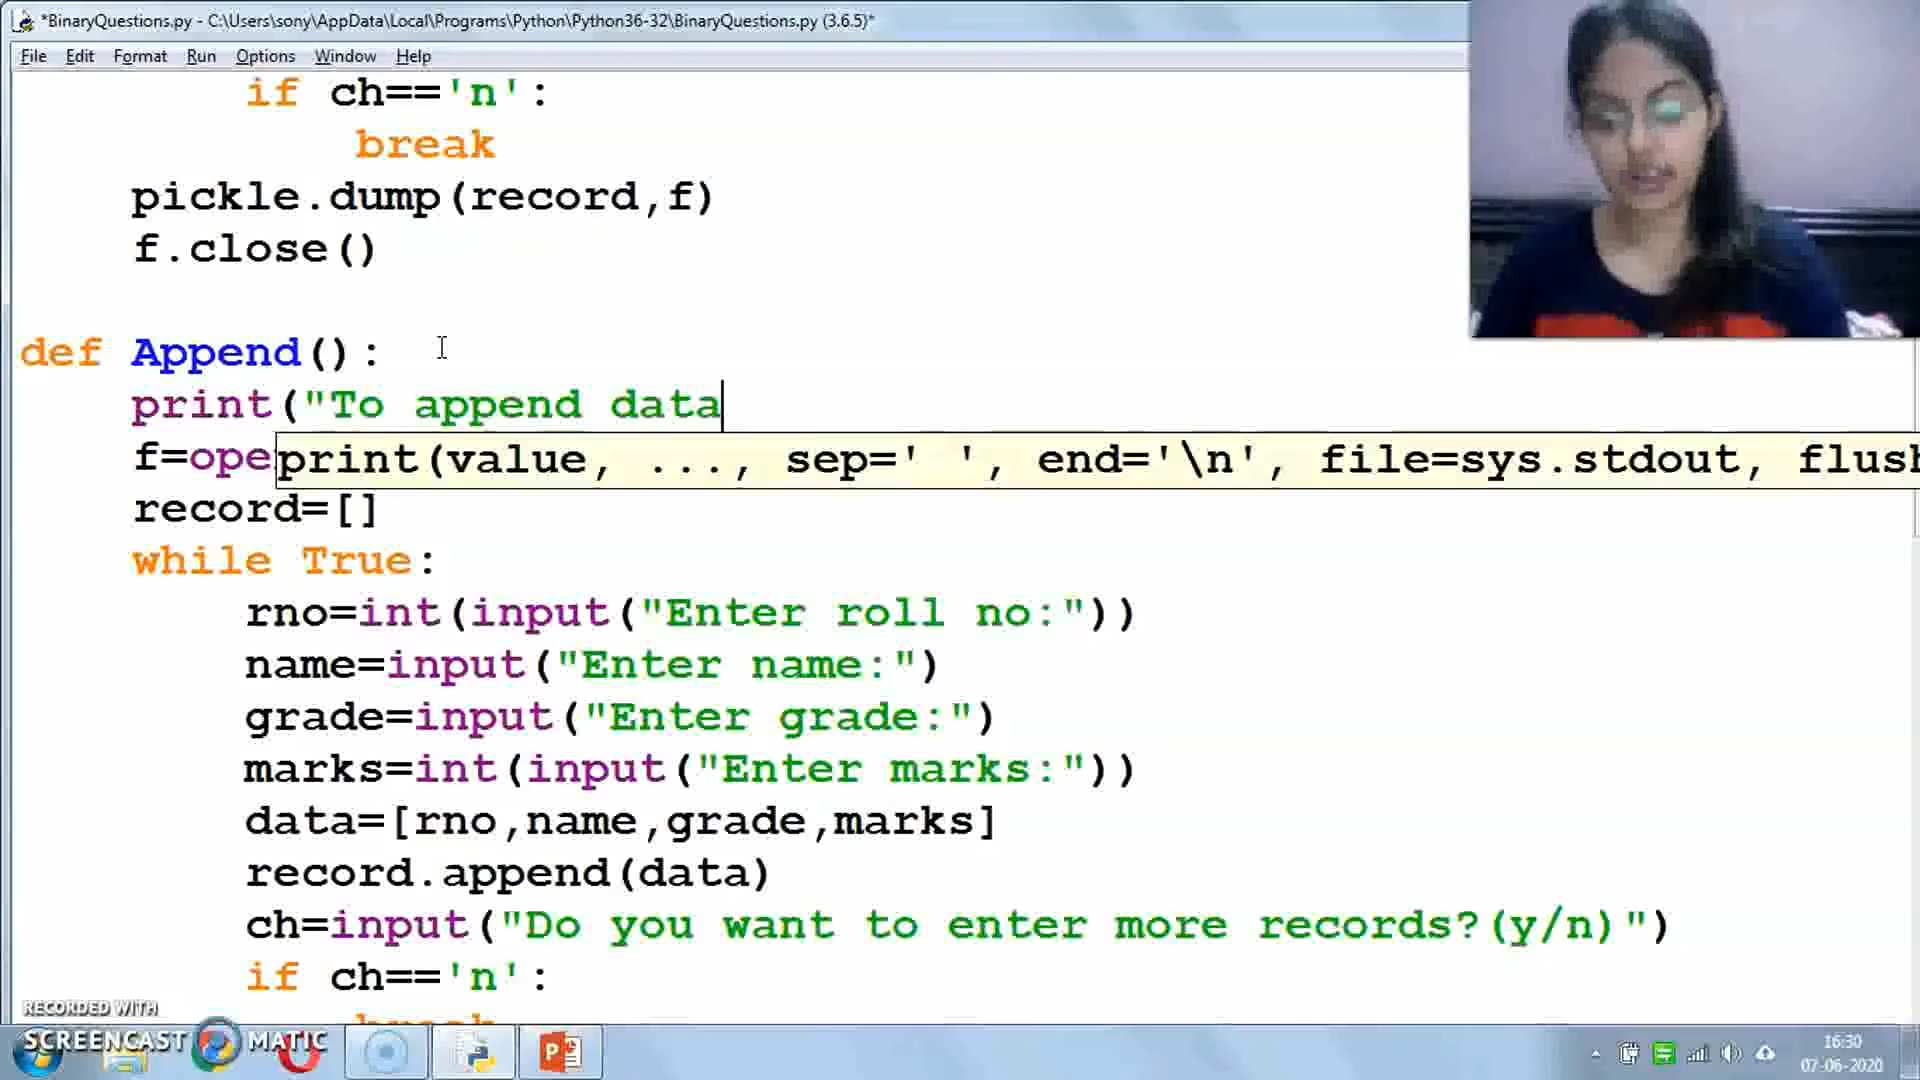 *BinaryQuestions.py - C:\Users\sony\AppData\Local\Programs\Python\Python36-32\BinaryQuestions.py (3.6.5)*
File Edit Format Run Options Window Help
if ch=='n':
break
pickle.dump(record,f)
f.close()
def Append():
print("To append data
f=ope
print(value, ..., sep=' ', end='\n', file=sys.stdout, flush
record=[]
while True:
rno=int(input("Enter roll no:"))
name=input("Enter name:")
grade=input("Enter grade:")
marks=int(input("Enter marks:"))
data=[rno,name,grade,marks]
record.append(data)
ch=input("Do you want to enter more records?(y/n)")
if ch=='n':
break
RECORDED WITH
SCREENCAST MATIC
16:30
07-06-2020